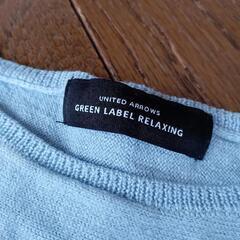 UNITED ARROWS
GREEN LABEL RELAXING